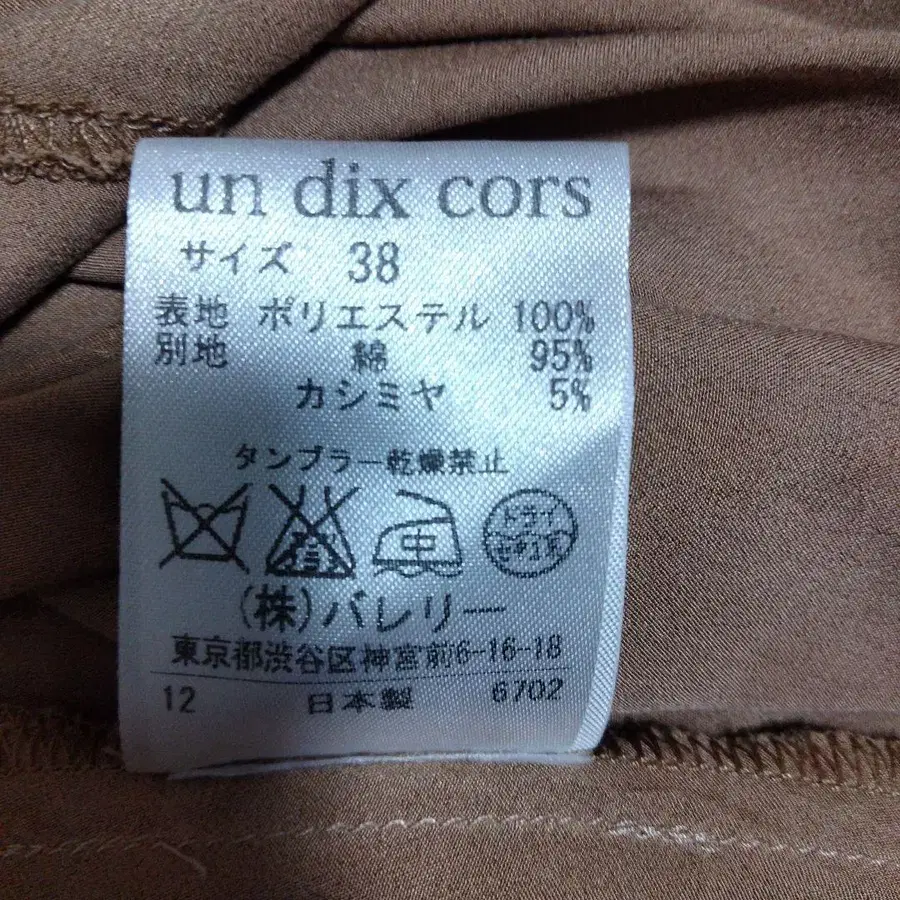 un dix cors
サイズ 38
表地 ポリエステル 100%
別地 綿 95%
カシミヤ 5%
タンブラー乾燥禁止
中 ドライ
(株)バレリー
東京都渋谷区神宮前6-16-18
12 日本製 6702